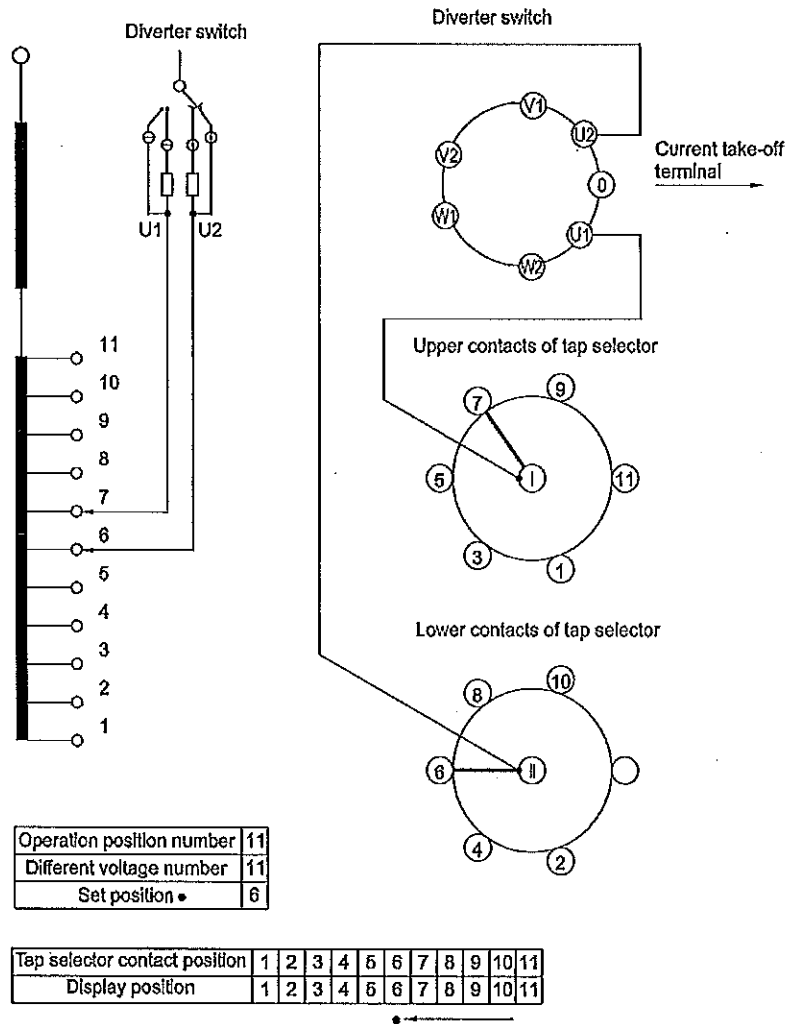 Diverter switch
U1 U2
11
10
9
8
7
6
5
4
3
2
1
Diverter switch
V1
U2
V2
0
W1
U1
W2
Current take-off
terminal
Upper contacts of tap selector
7 9
5 I 11
3 1
Lower contacts of tap selector
8 10
6 II
4 2
Operation position number 11
Different voltage number 11
Set position • 6
Tap selector contact position 1 2 3 4 5 6 7 8 9 10 11
Display position 1 2 3 4 5 6 7 8 9 10 11